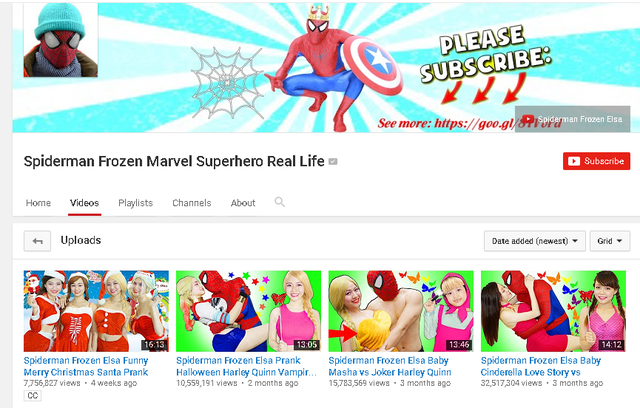 PLEASE
SUBSCRIBE:
Spiderman Frozen Elsa
Spiderman Frozen Marvel Superhero Real Life
Subscribe
Home Videos Playlists Channels About
Uploads
Date added (newest) Grid
16:13 13:05 13:46 14:12
Spiderman Frozen Elsa Funny
Merry Christmas Santa Prank
7,756,827 views • 4 weeks ago
CC
Spiderman Frozen Elsa Prank
Halloween Harley Quinn Vampir...
10,559,191 views • 2 months ago
Spiderman Frozen Elsa Baby
Masha vs Joker Harley Quinn
15,783,569 views • 3 months ago
Spiderman Frozen Elsa Baby
Cinderella Love Story vs
32,517,304 views • 3 months ago
See more: https://goo.gl/